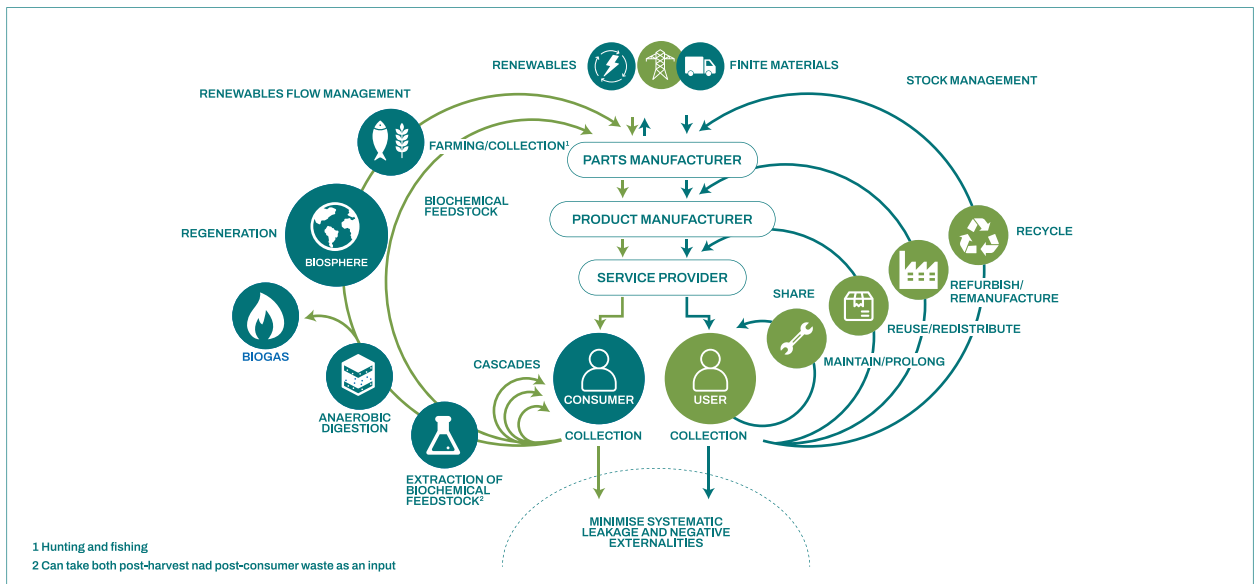 RENEWABLES
FINITE MATERIALS
RENEWABLES FLOW MANAGEMENT
STOCK MANAGEMENT
FARMING/COLLECTION1
PARTS MANUFACTURER
BIOCHEMICAL
FEEDSTOCK
PRODUCT MANUFACTURER
REGENERATION
BIOSPHERE
RECYCLE
SERVICE PROVIDER
REFURBISH/
REMANUFACTURE
SHARE
REUSE/REDISTRIBUTE
BIOGAS
CASCADES
MAINTAIN/PROLONG
CONSUMER
USER
ANAEROBIC
DIGESTION
COLLECTION
COLLECTION
EXTRACTION OF
BIOCHEMICAL
FEEDSTOCK2
MINIMISE SYSTEMATIC
LEAKAGE AND NEGATIVE
EXTERNALITIES
1 Hunting and fishing
2 Can take both post-harvest nad post-consumer waste as an input